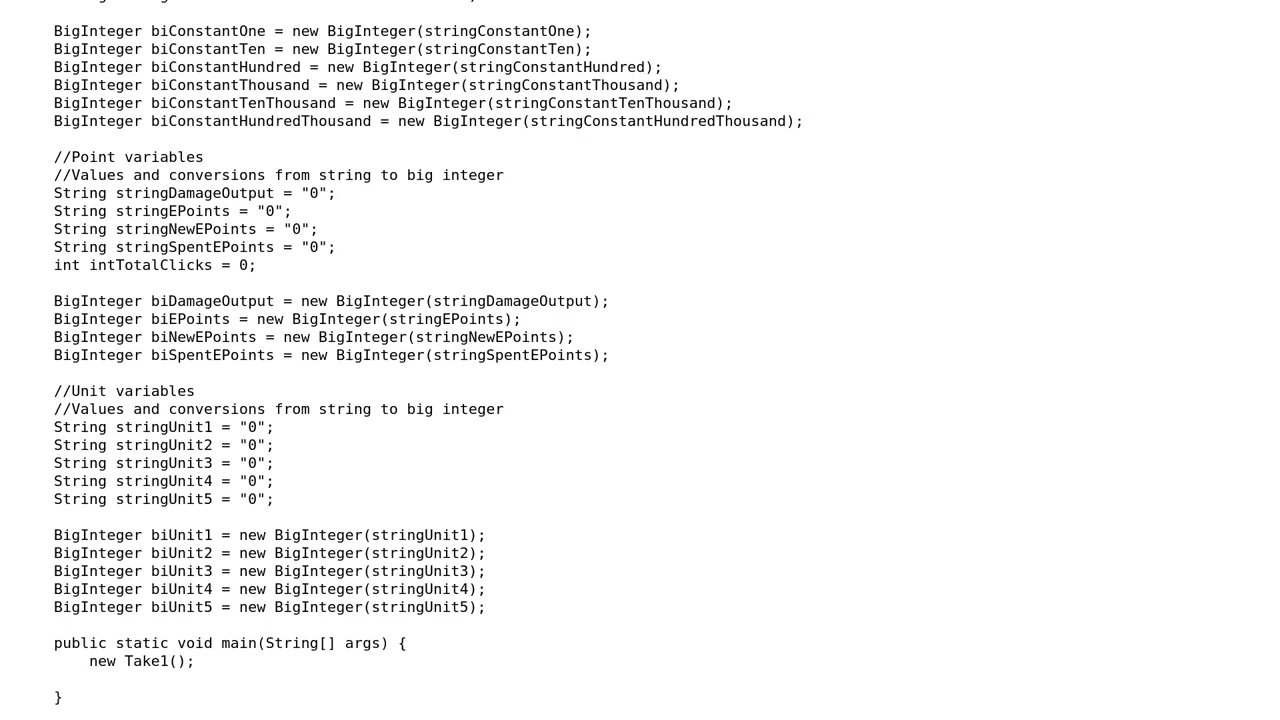 BigInteger biConstantOne = new BigInteger(stringConstantOne);
BigInteger biConstantTen = new BigInteger(stringConstantTen);
BigInteger biConstantHundred = new BigInteger(stringConstantHundred);
BigInteger biConstantThousand = new BigInteger(stringConstantThousand);
BigInteger biConstantTenThousand = new BigInteger(stringConstantTenThousand);
BigInteger biConstantHundredThousand = new BigInteger(stringConstantHundredThousand);

//Point variables
//Values and conversions from string to big integer
String stringDamageOutput = "0";
String stringEPoints = "0";
String stringNewEPoints = "0";
String stringSpentEPoints = "0";
int intTotalClicks = 0;

BigInteger biDamageOutput = new BigInteger(stringDamageOutput);
BigInteger biEPoints = new BigInteger(stringEPoints);
BigInteger biNewEPoints = new BigInteger(stringNewEPoints);
BigInteger biSpentEPoints = new BigInteger(stringSpentEPoints);

//Unit variables
//Values and conversions from string to big integer
String stringUnit1 = "0";
String stringUnit2 = "0";
String stringUnit3 = "0";
String stringUnit4 = "0";
String stringUnit5 = "0";

BigInteger biUnit1 = new BigInteger(stringUnit1);
BigInteger biUnit2 = new BigInteger(stringUnit2);
BigInteger biUnit3 = new BigInteger(stringUnit3);
BigInteger biUnit4 = new BigInteger(stringUnit4);
BigInteger biUnit5 = new BigInteger(stringUnit5);

public static void main(String[] args) {
    new Take1();

}